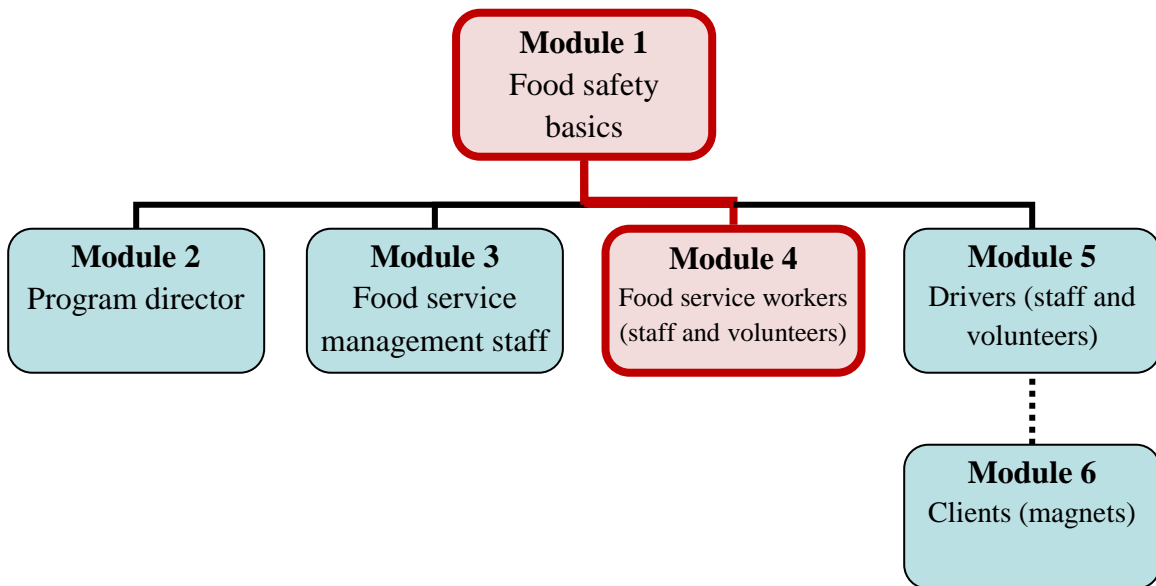 Module 1
Food safety
basics
Module 2
Program director
Module 3
Food service
management staff
Module 4
Food service workers
(staff and volunteers)
Module 5
Drivers (staff and
volunteers)
Module 6
Clients (magnets)